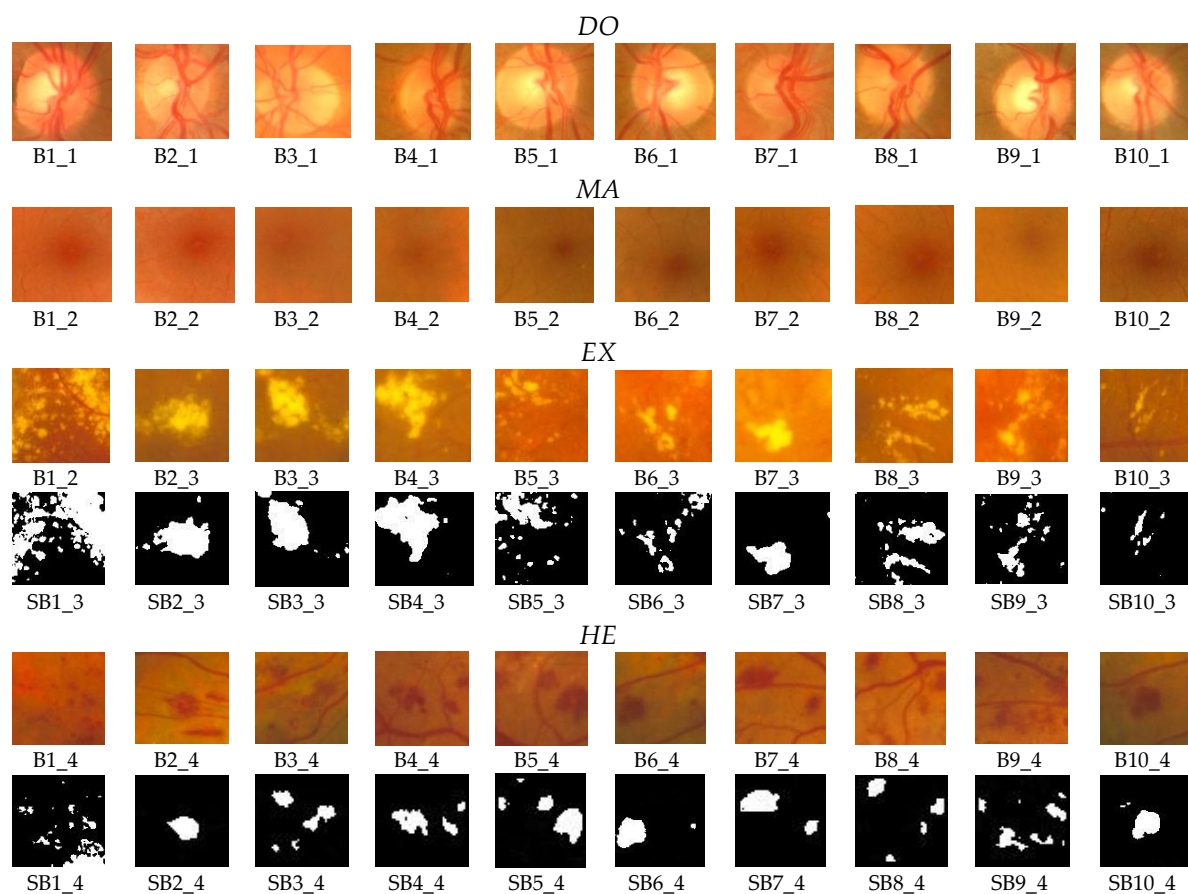 DO
B1_1 B2_1 B3_1 B4_1 B5_1 B6_1 B7_1 B8_1 B9_1 B10_1
MA
B1_2 B2_2 B3_2 B4_2 B5_2 B6_2 B7_2 B8_2 B9_2 B10_2
EX
B1_2 B2_3 B3_3 B4_3 B5_3 B6_3 B7_3 B8_3 B9_3 B10_3
SB1_3 SB2_3 SB3_3 SB4_3 SB5_3 SB6_3 SB7_3 SB8_3 SB9_3 SB10_3
HE
B1_4 B2_4 B3_4 B4_4 B5_4 B6_4 B7_4 B8_4 B9_4 B10_4
SB1_4 SB2_4 SB3_4 SB4_4 SB5_4 SB6_4 SB7_4 SB8_4 SB9_4 SB10_4